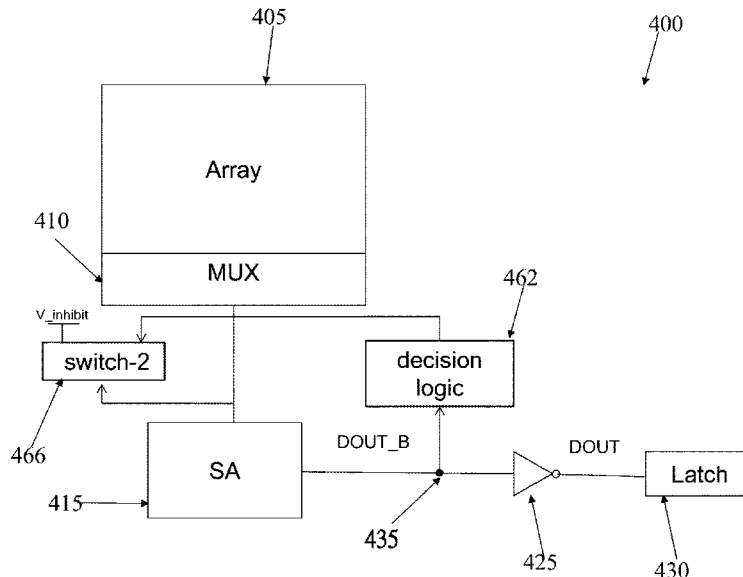 405
400
Array
410
MUX
462
V_inhibit
switch-2
decision
logic
466
SA
DOUT_B
DOUT
Latch
415
435
425
430